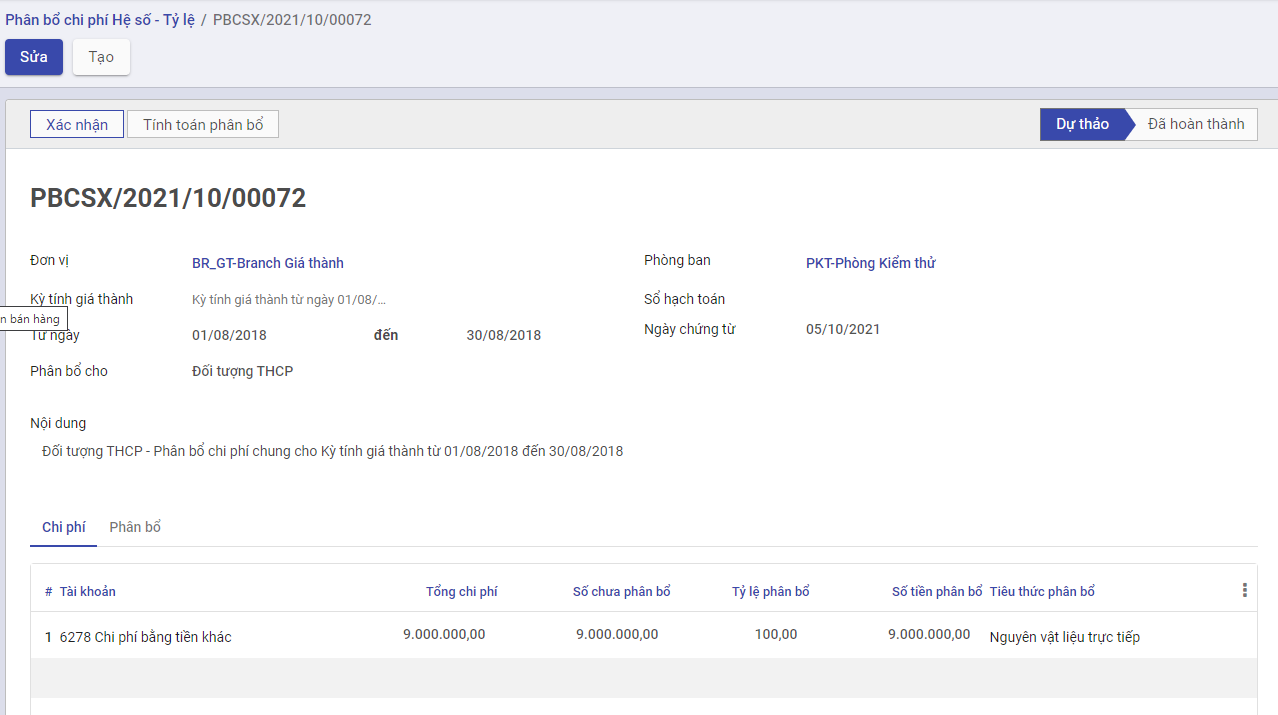 Phân bổ chi phí Hệ số - Tỷ lệ / PBCSX/2021/10/00072
Sửa Tạo
Xác nhận Tính toán phân bổ Dự thảo Đã hoàn thành
PBCSX/2021/10/00072
Đơn vị BR_GT-Branch Giá thành Phòng ban PKT-Phòng Kiểm thử
Kỳ tính giá thành Kỳ tính giá thành từ ngày 01/08/... Sổ hạch toán
n bán hàng
Từ ngày 01/08/2018 đến 30/08/2018 Ngày chứng từ 05/10/2021
Phân bổ cho Đối tượng THCP
Nội dung
Đối tượng THCP - Phân bổ chi phí chung cho Kỳ tính giá thành từ 01/08/2018 đến 30/08/2018
Chi phí Phân bổ
# Tài khoản Tổng chi phí Số chưa phân bổ Tỷ lệ phân bổ Số tiền phân bổ Tiêu thức phân bổ
1 6278 Chi phí bằng tiền khác 9.000.000,00 9.000.000,00 100,00 9.000.000,00 Nguyên vật liệu trực tiếp